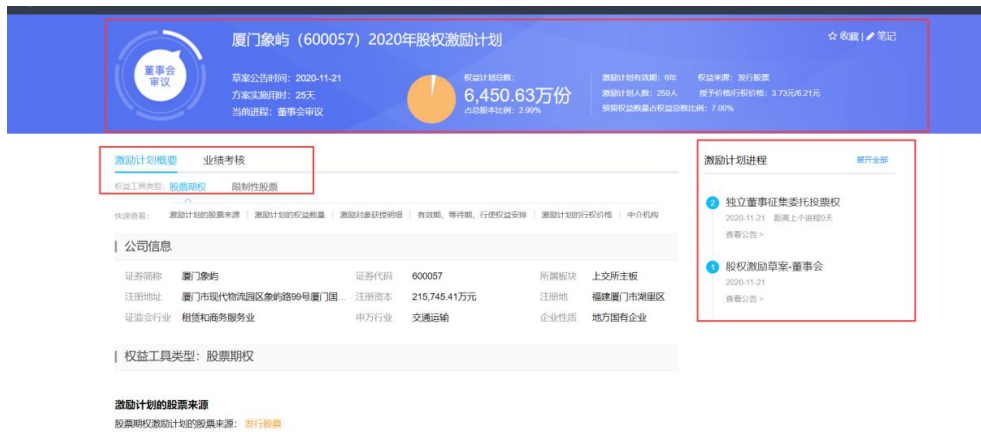 厦门象屿（600057）2020年股权激励计划
☆ 收藏 | 笔记
董事会
审议
草案公告时间：2020-11-21
方案实施用时：25天
当前进程：董事会审议
权益计划总数：
6,450.63万份
占总股本比例：2.99%
激励计划有效期：6年 权益来源：发行股票
激励计划人数：259人 授予价格/行权价格：3.73元/6.21元
预留权益数量占权益总数比例：7.00%
激励计划概要 业绩考核
权益工具类型：股票期权 限制性股票
快速查看： 激励计划的股票来源 | 激励计划的权益数量 | 激励对象获授明细 | 有效期、等待期、行使权益安排 | 激励计划的行权价格 | 中介机构
公司信息
证券简称 厦门象屿 证券代码 600057 所属板块 上交所主板
注册地址 厦门市现代物流园区象屿路99号厦门国... 注册资本 215,745.41万元 注册地 福建厦门市湖里区
证监会行业 租赁和商务服务业 申万行业 交通运输 企业性质 地方国有企业
权益工具类型：股票期权
激励计划的股票来源
股票期权激励计划的股票来源：发行股票
激励计划进程 展开全部
2 独立董事征集委托投票权
2020-11-21 距离上个进程0天
查看公告 >
1 股权激励草案-董事会
2020-11-21
查看公告 >